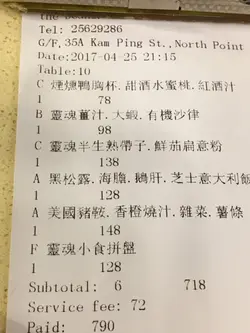 Tel: 25629286
G/F,35A Kam Ping St.,North Point
Date:2017-04-25 21:15
Table:10
C 煙燻鴨胸杯.甜酒水蜜桃.紅酒汁
1 78
B 靈魂薑汁.大蝦.有機沙律
1 98
C 靈魂半生熟帶子.鮮茄扁意粉
1 138
A 黑松露.海膽.鵝肝.芝士意大利飯
1 128
A 美國豬鞍.香橙燒汁.雜菜.薯條
1 148
F 靈魂小食拼盤
1 128
Subtotal: 6 718
Service fee: 72
Paid: 790